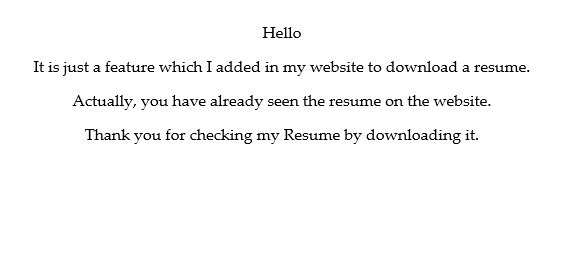 Hello
It is just a feature which I added in my website to download a resume.
Actually, you have already seen the resume on the website.
Thank you for checking my Resume by downloading it.